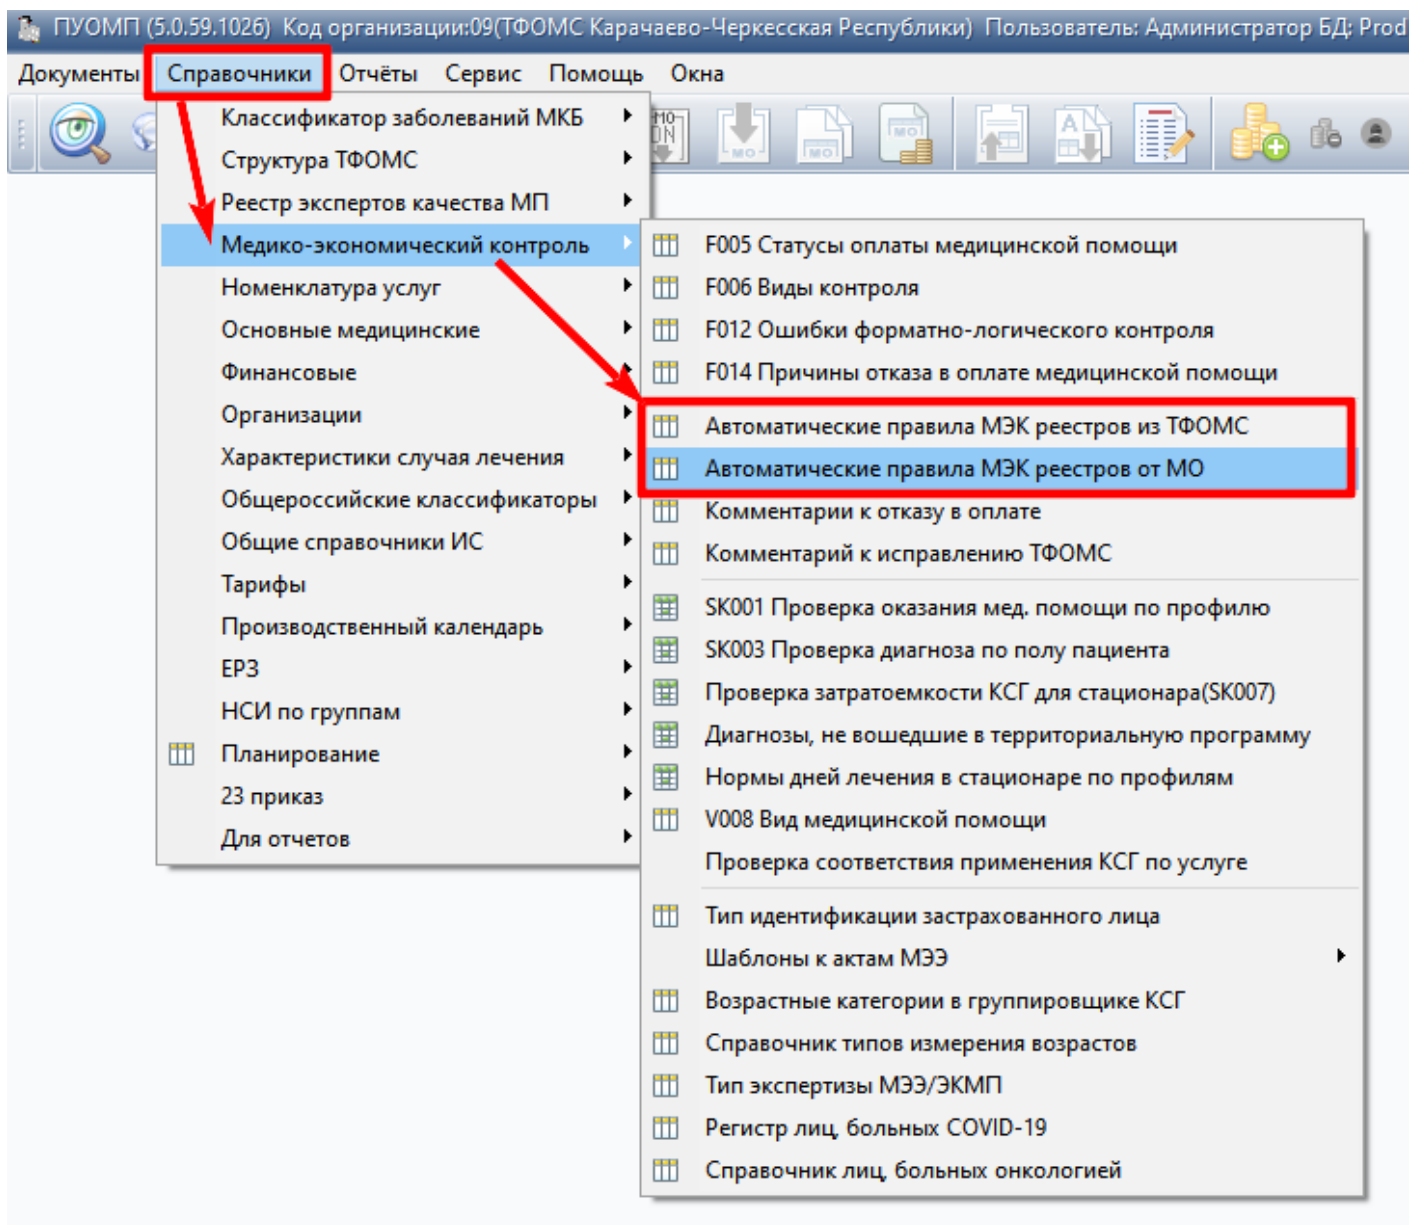 ПУОМП (5.0.59.1026) Код организации:09(ТФОМС Карачаево-Черкесская Республики) Пользователь: Администратор БД: Prod
Документы Справочники Отчёты Сервис Помощь Окна
Классификатор заболеваний МКБ
Структура ТФОМС
Реестр экспертов качества МП
Медико-экономический контроль
Номенклатура услуг
Основные медицинские
Финансовые
Организации
Характеристики случая лечения
Общероссийские классификаторы
Общие справочники ИС
Тарифы
Производственный календарь
ЕРЗ
НСИ по группам
Планирование
23 приказ
Для отчетов
F005 Статусы оплаты медицинской помощи
F006 Виды контроля
F012 Ошибки форматно-логического контроля
F014 Причины отказа в оплате медицинской помощи
Автоматические правила МЭК реестров из ТФОМС
Автоматические правила МЭК реестров от МО
Комментарии к отказу в оплате
Комментарий к исправлению ТФОМС
SK001 Проверка оказания мед. помощи по профилю
SK003 Проверка диагноза по полу пациента
Проверка затратоемкости КСГ для стационара(SK007)
Диагнозы, не вошедшие в территориальную программу
Нормы дней лечения в стационаре по профилям
V008 Вид медицинской помощи
Проверка соответствия применения КСГ по услуге
Тип идентификации застрахованного лица
Шаблоны к актам МЭЭ
Возрастные категории в группировщике КСГ
Справочник типов измерения возрастов
Тип экспертизы МЭЭ/ЭКМП
Регистр лиц, больных COVID-19
Справочник лиц, больных онкологией